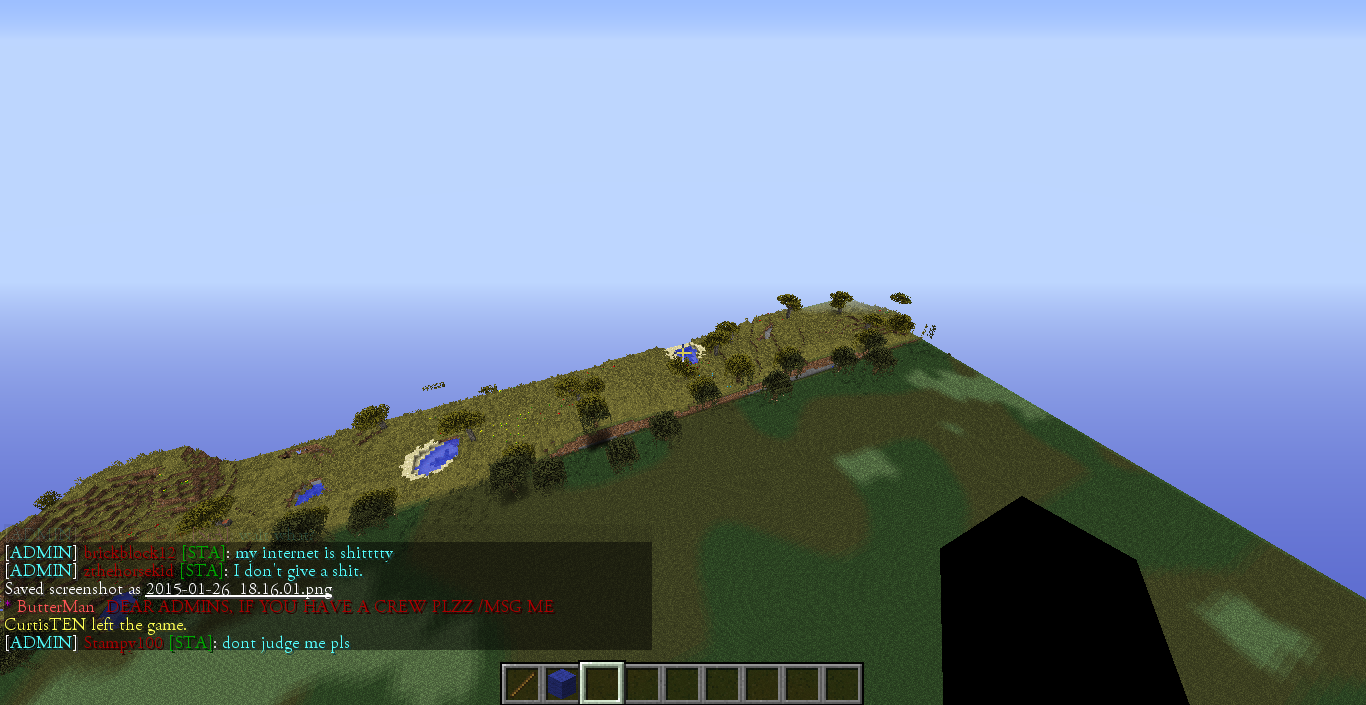 [ADMIN] [STA]: my internet is shitttty
[ADMIN] [STA]: I don't give a shit.
Saved screenshot as 2015-01-26_18.16.01.png
ButterMan DEAR ADMINS, IF YOU HAVE A CREW PLZZ /MSG ME
CurtisTEN left the game.
[ADMIN] Stampy100 [STA]: dont judge me pls